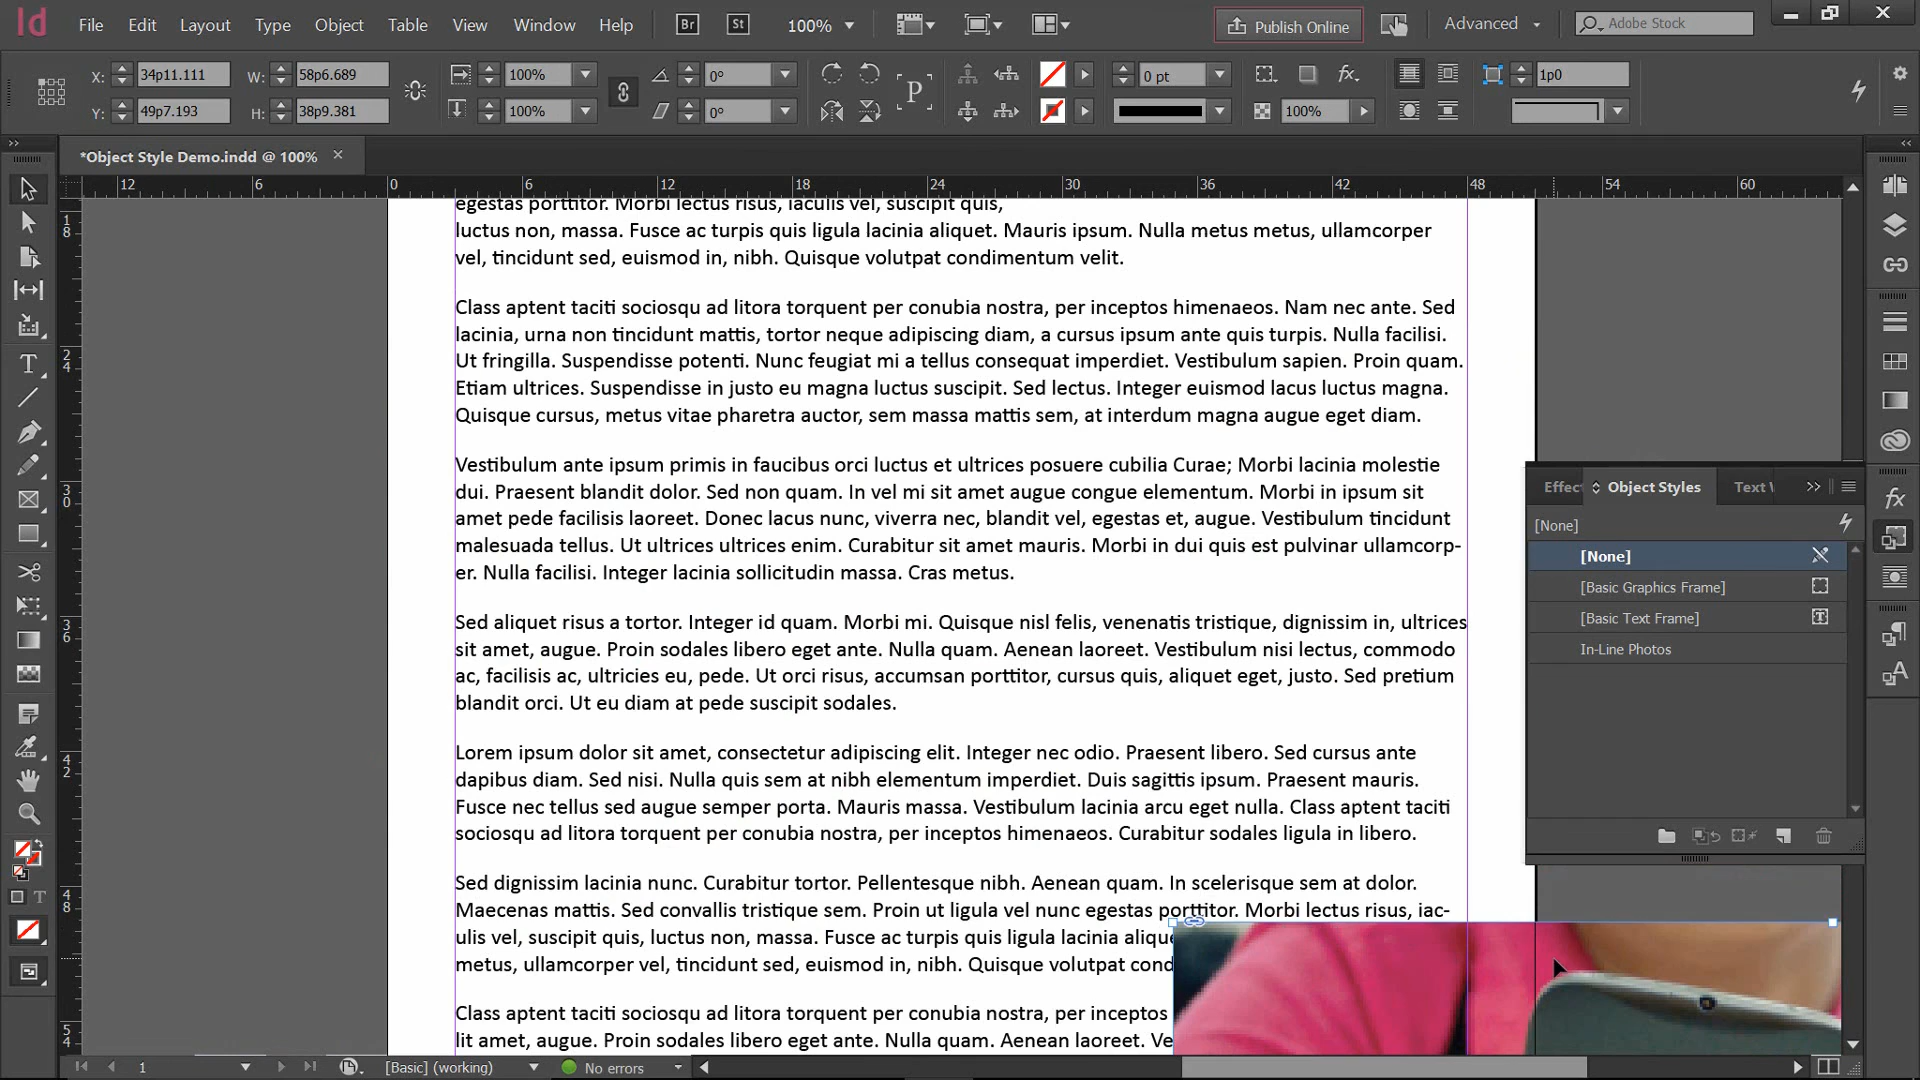 Id File Edit Layout Type Object Table View Window Help Br St 100% Publish Online Advanced Adobe Stock
X: 34p11.111 W: 58p6.689 100% 0° P 0 pt fx. 1p0
Y: 49p7.193 H: 38p9.381 100% 0° 100%
*Object Style Demo.indd @ 100% ×
12 6 0 6 12 18 24 30 36 42 48 54 60
18
24
30
36
42
48
54
egestas porttitor. Morbi lectus risus, iaculis vel, suscipit quis,
luctus non, massa. Fusce ac turpis quis ligula lacinia aliquet. Mauris ipsum. Nulla metus metus, ullamcorper
vel, tincidunt sed, euismod in, nibh. Quisque volutpat condimentum velit.
Class aptent taciti sociosqu ad litora torquent per conubia nostra, per inceptos himenaeos. Nam nec ante. Sed
lacinia, urna non tincidunt mattis, tortor neque adipiscing diam, a cursus ipsum ante quis turpis. Nulla facilisi.
Ut fringilla. Suspendisse potenti. Nunc feugiat mi a tellus consequat imperdiet. Vestibulum sapien. Proin quam.
Etiam ultrices. Suspendisse in justo eu magna luctus suscipit. Sed lectus. Integer euismod lacus luctus magna.
Quisque cursus, metus vitae pharetra auctor, sem massa mattis sem, at interdum magna augue eget diam.
Vestibulum ante ipsum primis in faucibus orci luctus et ultrices posuere cubilia Curae; Morbi lacinia molestie
dui. Praesent blandit dolor. Sed non quam. In vel mi sit amet augue congue elementum. Morbi in ipsum sit
amet pede facilisis laoreet. Donec lacus nunc, viverra nec, blandit vel, egestas et, augue. Vestibulum tincidunt
malesuada tellus. Ut ultrices ultrices enim. Curabitur sit amet mauris. Morbi in dui quis est pulvinar ullamcorp-
er. Nulla facilisi. Integer lacinia sollicitudin massa. Cras metus.
Sed aliquet risus a tortor. Integer id quam. Morbi mi. Quisque nisl felis, venenatis tristique, dignissim in, ultrices
sit amet, augue. Proin sodales libero eget ante. Nulla quam. Aenean laoreet. Vestibulum nisi lectus, commodo
ac, facilisis ac, ultricies eu, pede. Ut orci risus, accumsan porttitor, cursus quis, aliquet eget, justo. Sed pretium
blandit orci. Ut eu diam at pede suscipit sodales.
Lorem ipsum dolor sit amet, consectetur adipiscing elit. Integer nec odio. Praesent libero. Sed cursus ante
dapibus diam. Sed nisi. Nulla quis sem at nibh elementum imperdiet. Duis sagittis ipsum. Praesent mauris.
Fusce nec tellus sed augue semper porta. Mauris massa. Vestibulum lacinia arcu eget nulla. Class aptent taciti
sociosqu ad litora torquent per conubia nostra, per inceptos himenaeos. Curabitur sodales ligula in libero.
Sed dignissim lacinia nunc. Curabitur tortor. Pellentesque nibh. Aenean quam. In scelerisque sem at dolor.
Maecenas mattis. Sed convallis tristique sem. Proin ut ligula vel nunc egestas porttitor. Morbi lectus risus, iac-
ulis vel, suscipit quis, luctus non, massa. Fusce ac turpis quis ligula lacinia alique
metus, ullamcorper vel, tincidunt sed, euismod in, nibh. Quisque volutpat cond
Class aptent taciti sociosqu ad litora torquent per conubia nostra, per inceptos
lit amet, augue. Proin sodales libero eget ante. Nulla quam. Aenean laoreet. Ve
Effec Object Styles Text
[None]
[None]
[Basic Graphics Frame]
[Basic Text Frame]
In-Line Photos
1 [Basic] (working) No errors